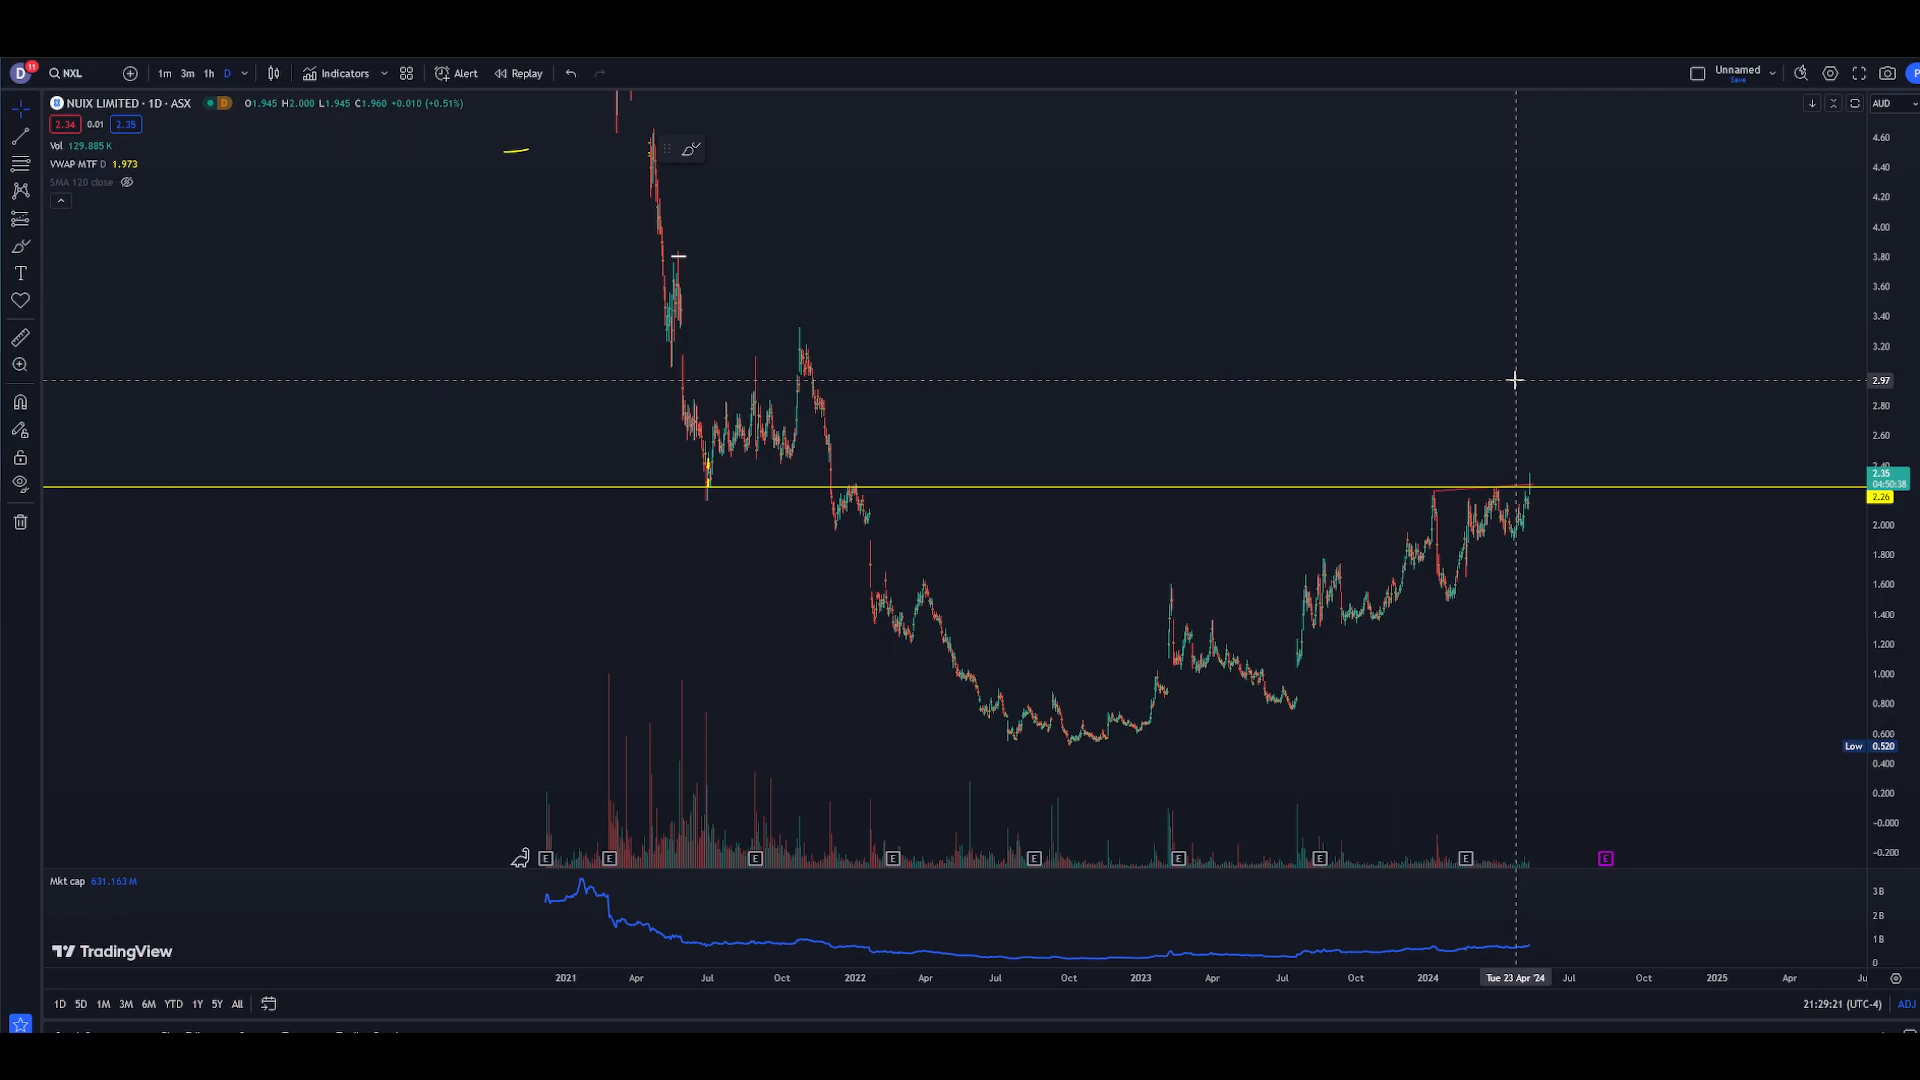 D 11 NXL 1m 3m 1h D Indicators Alert Replay Unnamed
Save
NUIX LIMITED · 1D · ASX D O1.945 H2.000 L1.945 C1.960 +0.010 (+0.51%) AUD
2.34 0.01 2.35
Vol 129.885 K
VWAP MTF D 1.973
SMA 120 close
4.60
4.40
4.20
4.00
3.80
3.60
3.40
3.20
2.97
2.80
2.60
2.40
2.35
04:50:38
2.26
2.000
1.800
1.600
1.400
1.200
1.000
0.800
0.600
Low 0.520
0.400
0.200
-0.000
-0.200
E E E E E E E E
Mkt cap 631.163 M
3B
2B
1B
0
TradingView
2021 Apr Jul Oct 2022 Apr Jul Oct 2023 Apr Jul Oct 2024 Tue 23 Apr '24 Jul Oct 2025 Apr Ju
1D 5D 1M 3M 6M YTD 1Y 5Y All 21:29:21 (UTC-4) ADJ